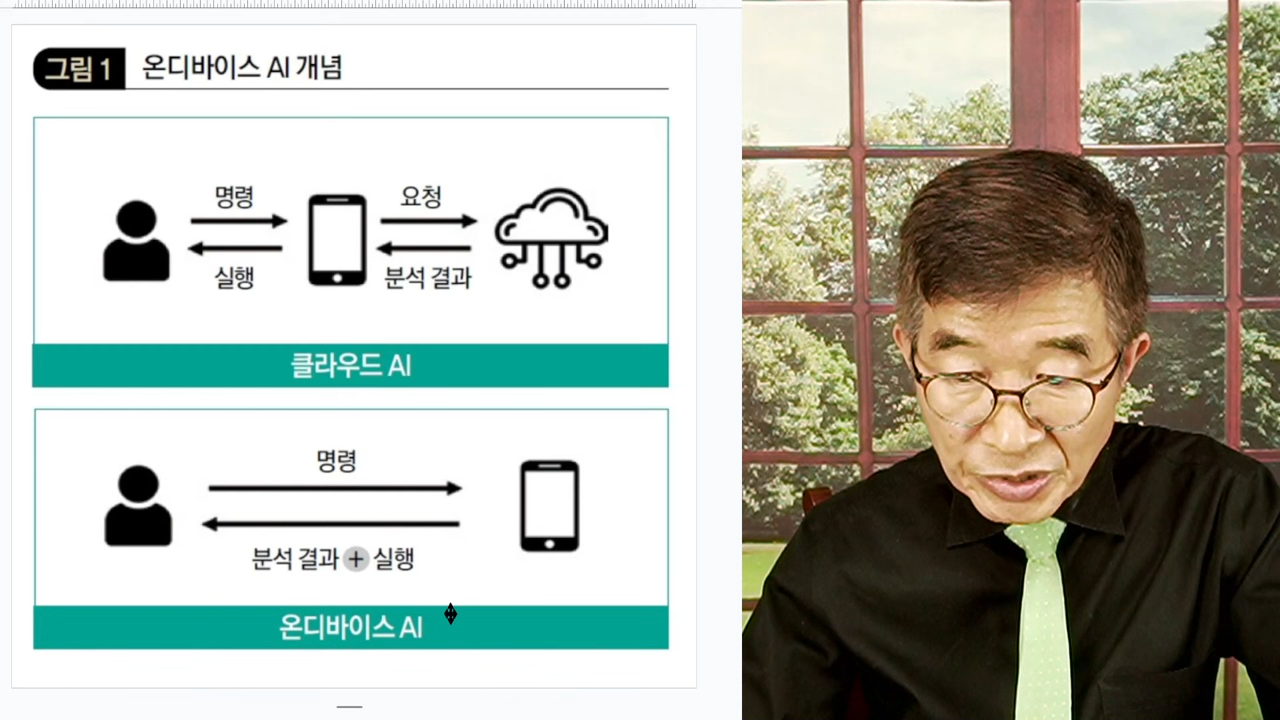 그림 1 온디바이스 AI 개념
명령
요청
실행
분석 결과
클라우드 AI
명령
분석 결과 + 실행
온디바이스 AI